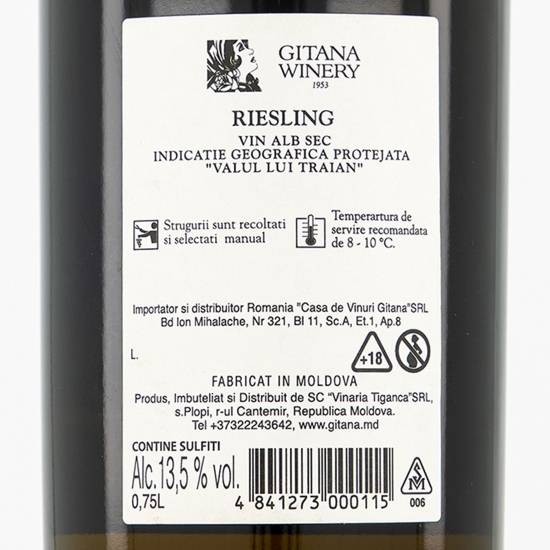 GITANA
WINERY
1953
RIESLING
VIN ALB SEC
INDICATIE GEOGRAFICA PROTEJATA
"VALUL LUI TRAIAN"
Strugurii sunt recoltati
si selectati manual
Temperartura de
servire recomandata
de 8 - 10 °C.
Importator si distribuitor Romania "Casa de Vinuri Gitana"SRL
Bd Ion Mihalache, Nr 321, Bl 11, Sc.A, Et.1, Ap.8
L.
+18
FABRICAT IN MOLDOVA
Produs, Imbuteliat si Distribuit de SC "Vinaria Tiganca"SRL,
s.Plopi, r-ul Cantemir, Republica Moldova.
Tel +37322243642, www.gitana.md
CONTINE SULFITI
Alc.13,5 % vol.
0,75L
4 841273 000115
SM
006